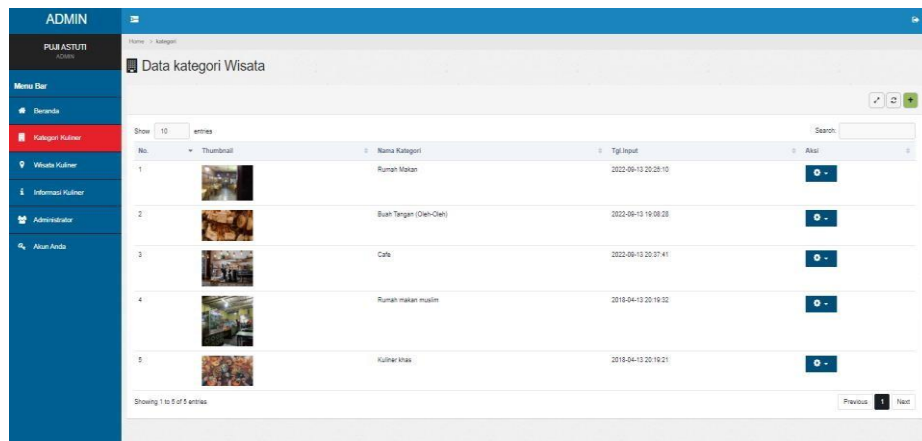 ADMIN
PUJI ASTUTI
ADMIN
Menu Bar
Beranda
Kategori Kuliner
Wisata Kuliner
Informasi Kuliner
Administrator
Akun Anda
Home > kategori
Data kategori Wisata
Show 10 entries
Search:
No. Thumbnail Nama Kategori Tgl.Input Aksi
1 Rumah Makan 2022-09-13 20:26:10
2 Buah Tangan (Oleh-Oleh) 2022-09-13 19:08:28
3 Cafe 2022-09-13 20:37:41
4 Rumah makan muslim 2018-04-13 20:19:32
5 Kuliner khas 2018-04-13 20:19:21
Showing 1 to 5 of 5 entries
Previous 1 Next